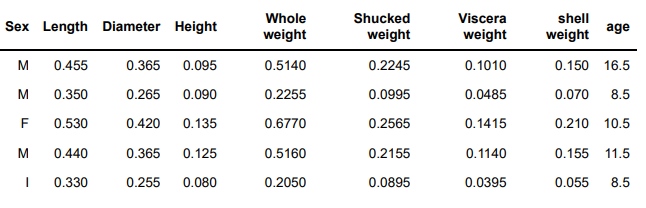 Sex Length Diameter Height Whole weight Shucked weight Viscera weight shell weight age
M 0.455 0.365 0.095 0.5140 0.2245 0.1010 0.150 16.5
M 0.350 0.265 0.090 0.2255 0.0995 0.0485 0.070 8.5
F 0.530 0.420 0.135 0.6770 0.2565 0.1415 0.210 10.5
M 0.440 0.365 0.125 0.5160 0.2155 0.1140 0.155 11.5
I 0.330 0.255 0.080 0.2050 0.0895 0.0395 0.055 8.5